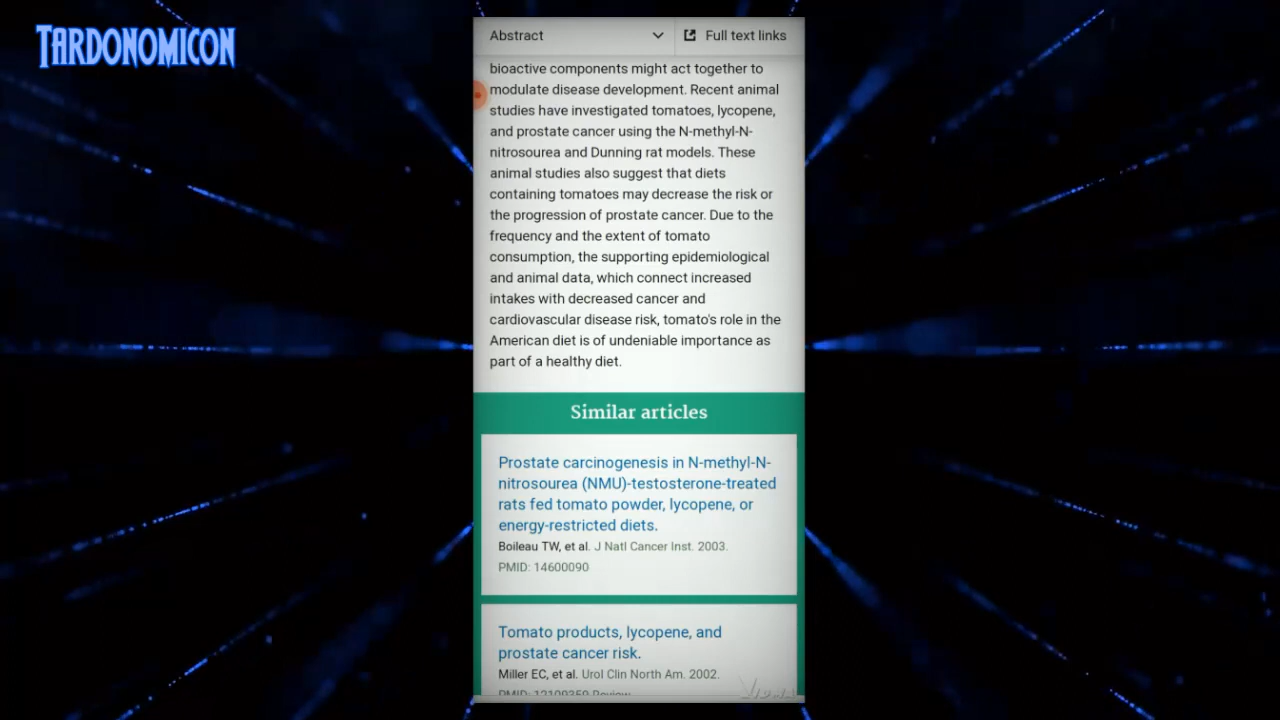 TARDONOMICON
Abstract
Full text links
bioactive components might act together to
modulate disease development. Recent animal
studies have investigated tomatoes, lycopene,
and prostate cancer using the N-methyl-N-
nitrosourea and Dunning rat models. These
animal studies also suggest that diets
containing tomatoes may decrease the risk or
the progression of prostate cancer. Due to the
frequency and the extent of tomato
consumption, the supporting epidemiological
and animal data, which connect increased
intakes with decreased cancer and
cardiovascular disease risk, tomato's role in the
American diet is of undeniable importance as
part of a healthy diet.
Similar articles
Prostate carcinogenesis in N-methyl-N-
nitrosourea (NMU)-testosterone-treated
rats fed tomato powder, lycopene, or
energy-restricted diets.
Boileau TW, et al. J Natl Cancer Inst. 2003.
PMID: 14600090
Tomato products, lycopene, and
prostate cancer risk.
Miller EC, et al. Urol Clin North Am. 2002.
PMID: 12109350 Review.